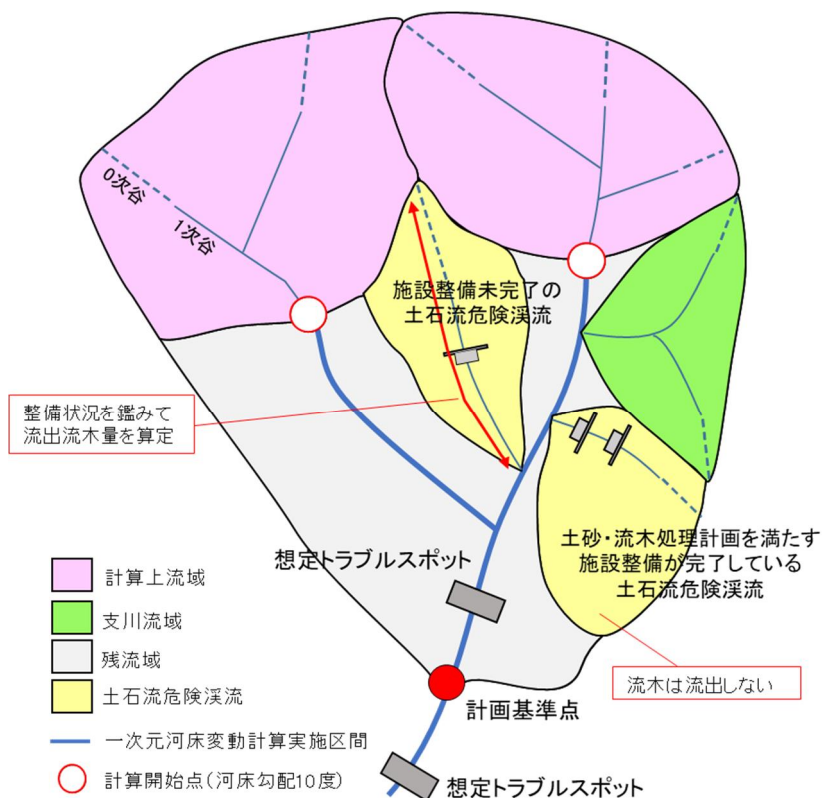 0次谷
1次谷
施設整備未完了の
土石流危険渓流
整備状況を鑑みて
流出流木量を算定
想定トラブルスポット
土砂・流木処理計画を満たす
施設整備が完了している
土石流危険渓流
流木は流出しない
計画基準点
想定トラブルスポット
計算上流域
支川流域
残流域
土石流危険渓流
一次元河床変動計算実施区間
計算開始点(河床勾配10度)